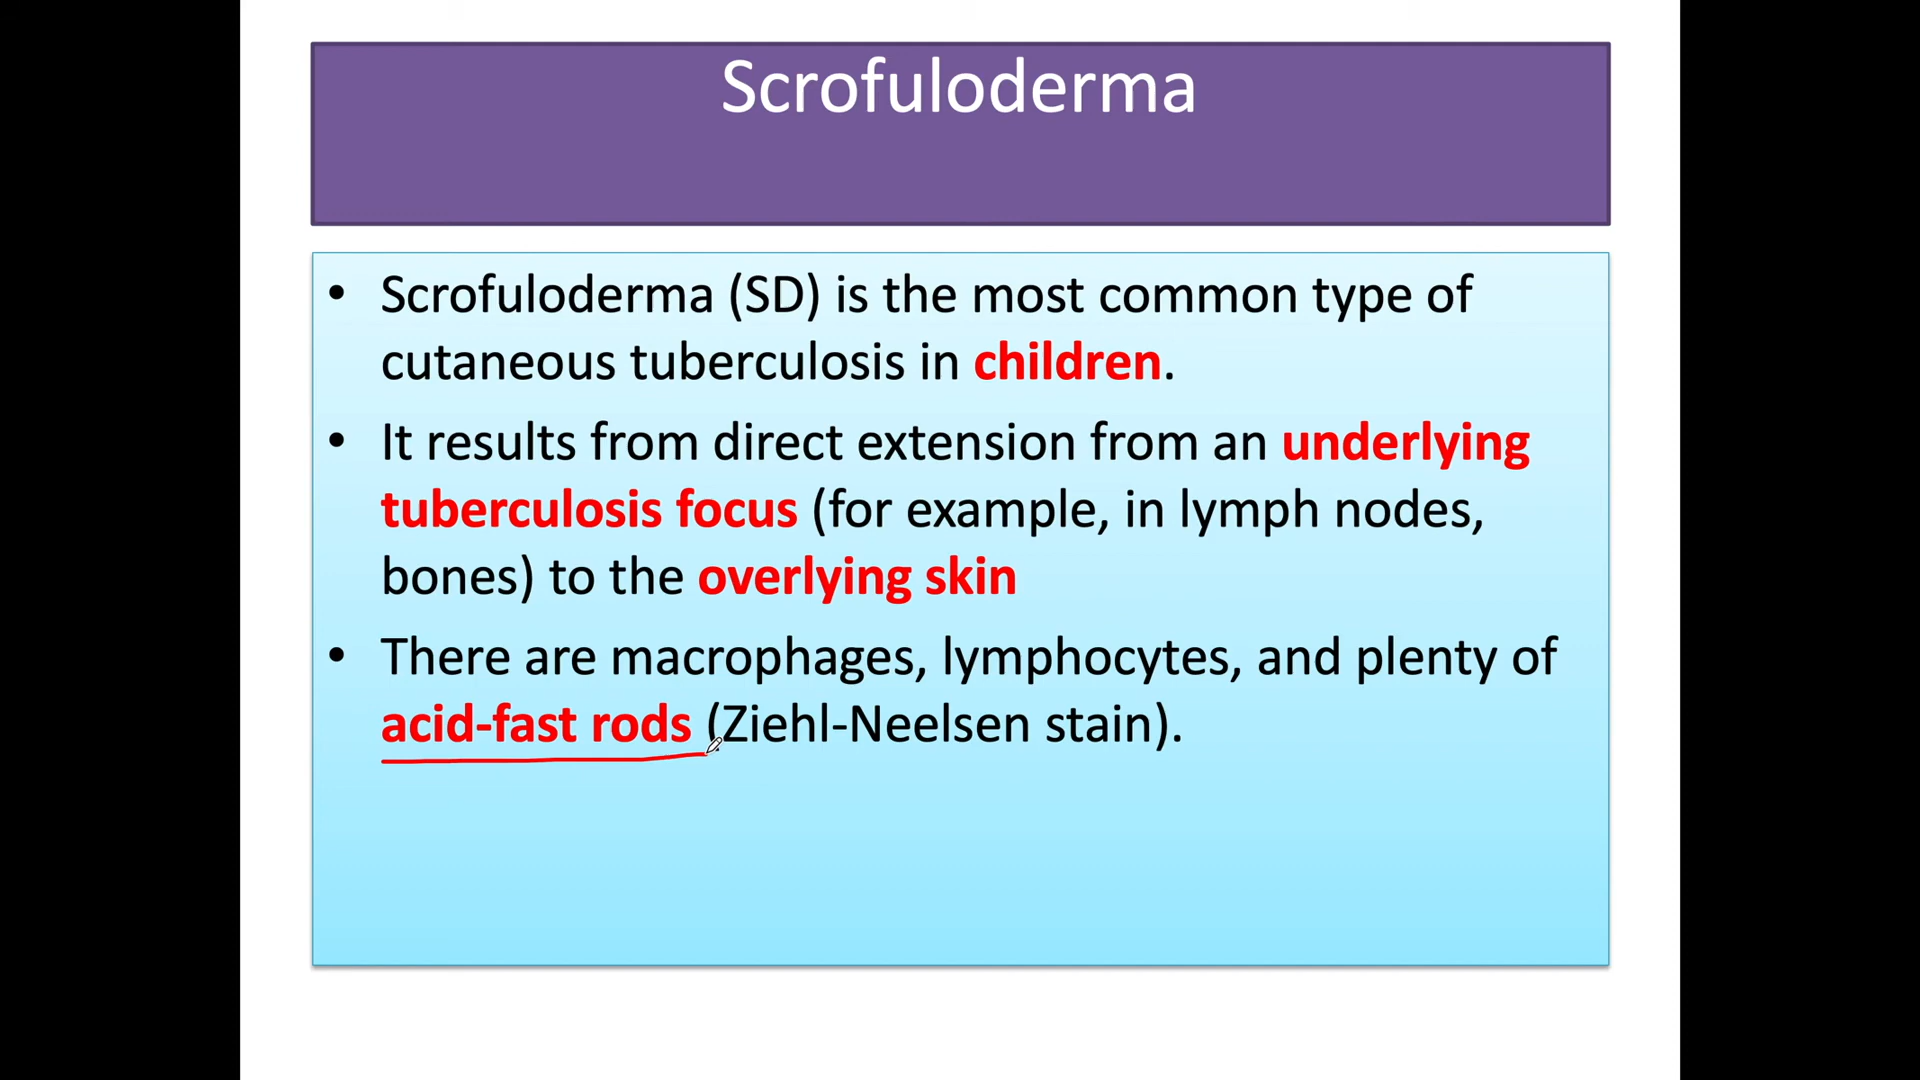 Scrofuloderma
• Scrofuloderma (SD) is the most common type of
cutaneous tuberculosis in children.
• It results from direct extension from an underlying
tuberculosis focus (for example, in lymph nodes,
bones) to the overlying skin
• There are macrophages, lymphocytes, and plenty of
acid-fast rods (Ziehl-Neelsen stain).